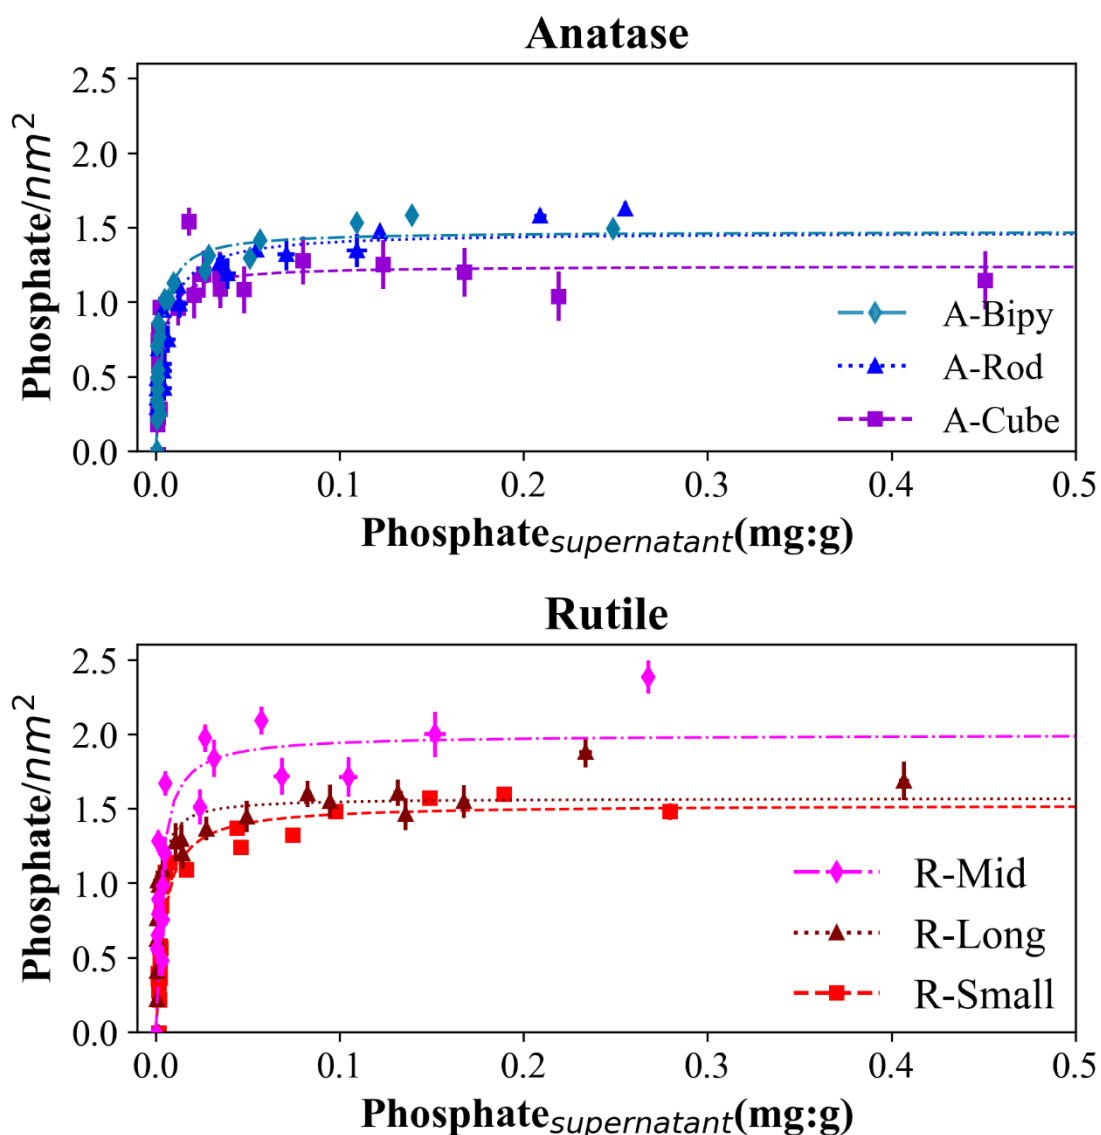 Anatase
Phosphate/nm²
2.5
2.0
1.5
1.0
0.5
0.0
A-Bipy
A-Rod
A-Cube
0.0 0.1 0.2 0.3 0.4 0.5
Phosphate_supernatant(mg:g)
Rutile
Phosphate/nm²
2.5
2.0
1.5
1.0
0.5
0.0
R-Mid
R-Long
R-Small
0.0 0.1 0.2 0.3 0.4 0.5
Phosphate_supernatant(mg:g)